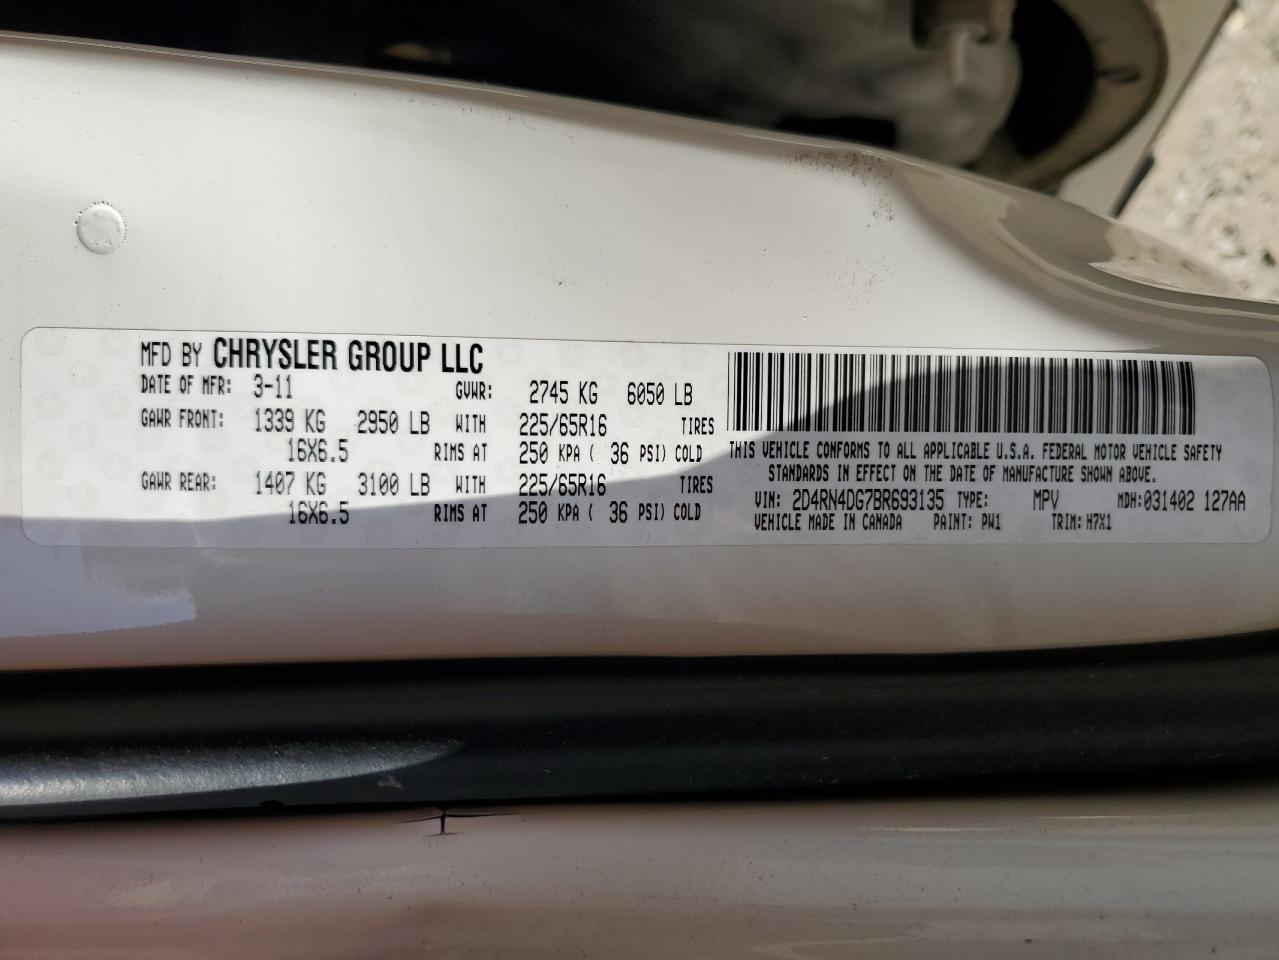 MFD BY CHRYSLER GROUP LLC
DATE OF MFR: 3-11 GVWR: 2745 KG 6050 LB
GAWR FRONT: 1339 KG 2950 LB WITH 225/65R16 TIRES
16X6.5 RIMS AT 250 KPA ( 36 PSI) COLD
GAWR REAR: 1407 KG 3100 LB WITH 225/65R16 TIRES
16X6.5 RIMS AT 250 KPA ( 36 PSI) COLD
THIS VEHICLE CONFORMS TO ALL APPLICABLE U.S.A. FEDERAL MOTOR VEHICLE SAFETY
STANDARDS IN EFFECT ON THE DATE OF MANUFACTURE SHOWN ABOVE.
VIN: 2D4RN4DG7BR693135 TYPE: MPV MDH:031402 127AA
VEHICLE MADE IN CANADA PAINT: PW1 TRIM: H7X1